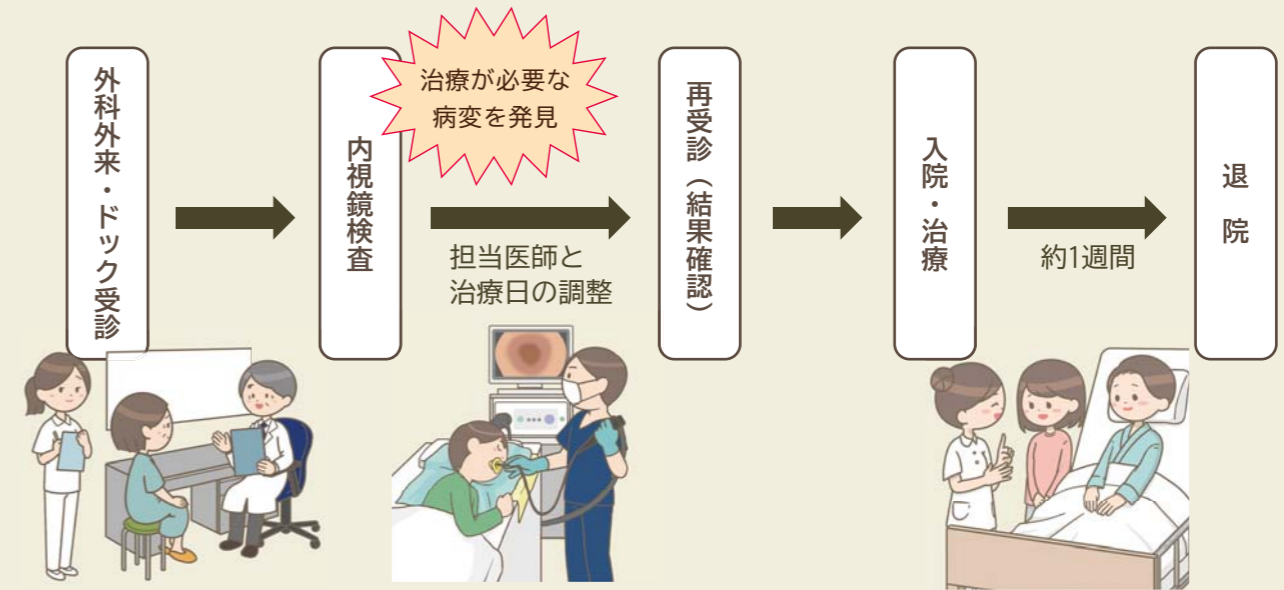 外科外来・ドック受診
内視鏡検査
治療が必要な
病変を発見
担当医師と
治療日の調整
再受診（結果確認）
入院・治療
約1週間
退院